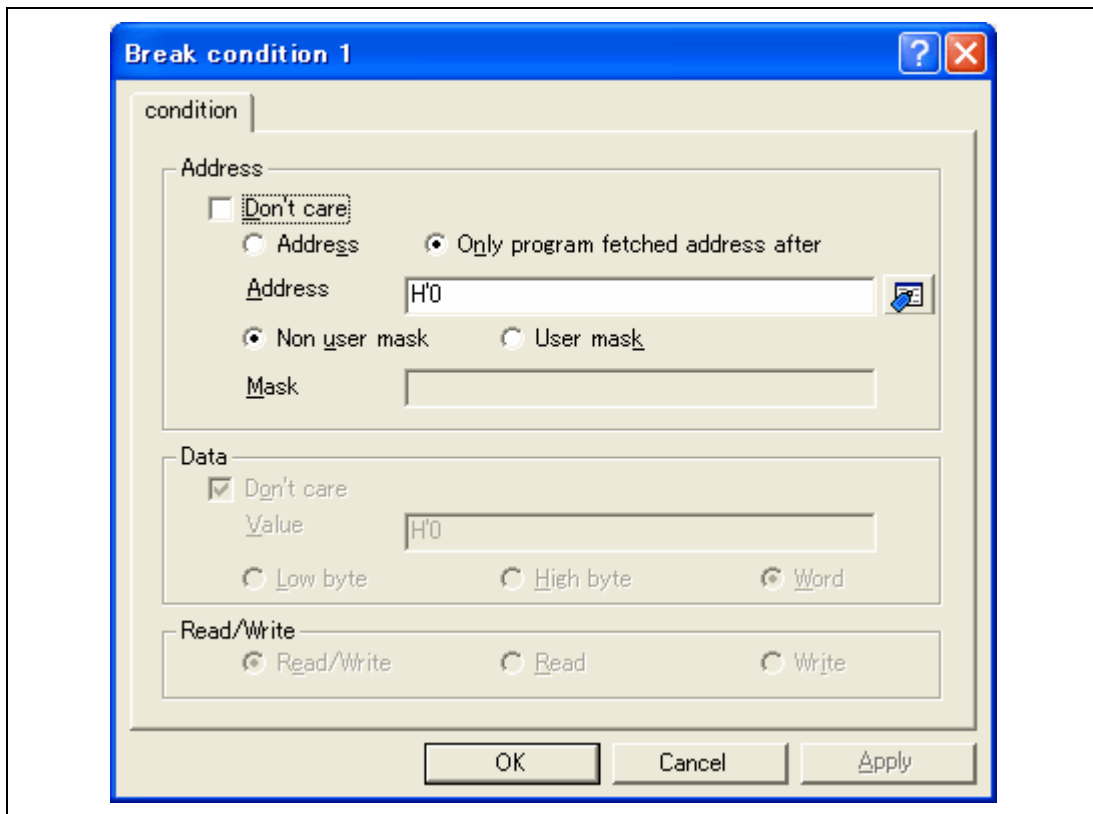 Break condition 1
condition
Address
Don't care
Address Only program fetched address after
Address H'0
Non user mask User mask
Mask
Data
Don't care
Value H'0
Low byte High byte Word
Read/Write
Read/Write Read Write
OK Cancel Apply